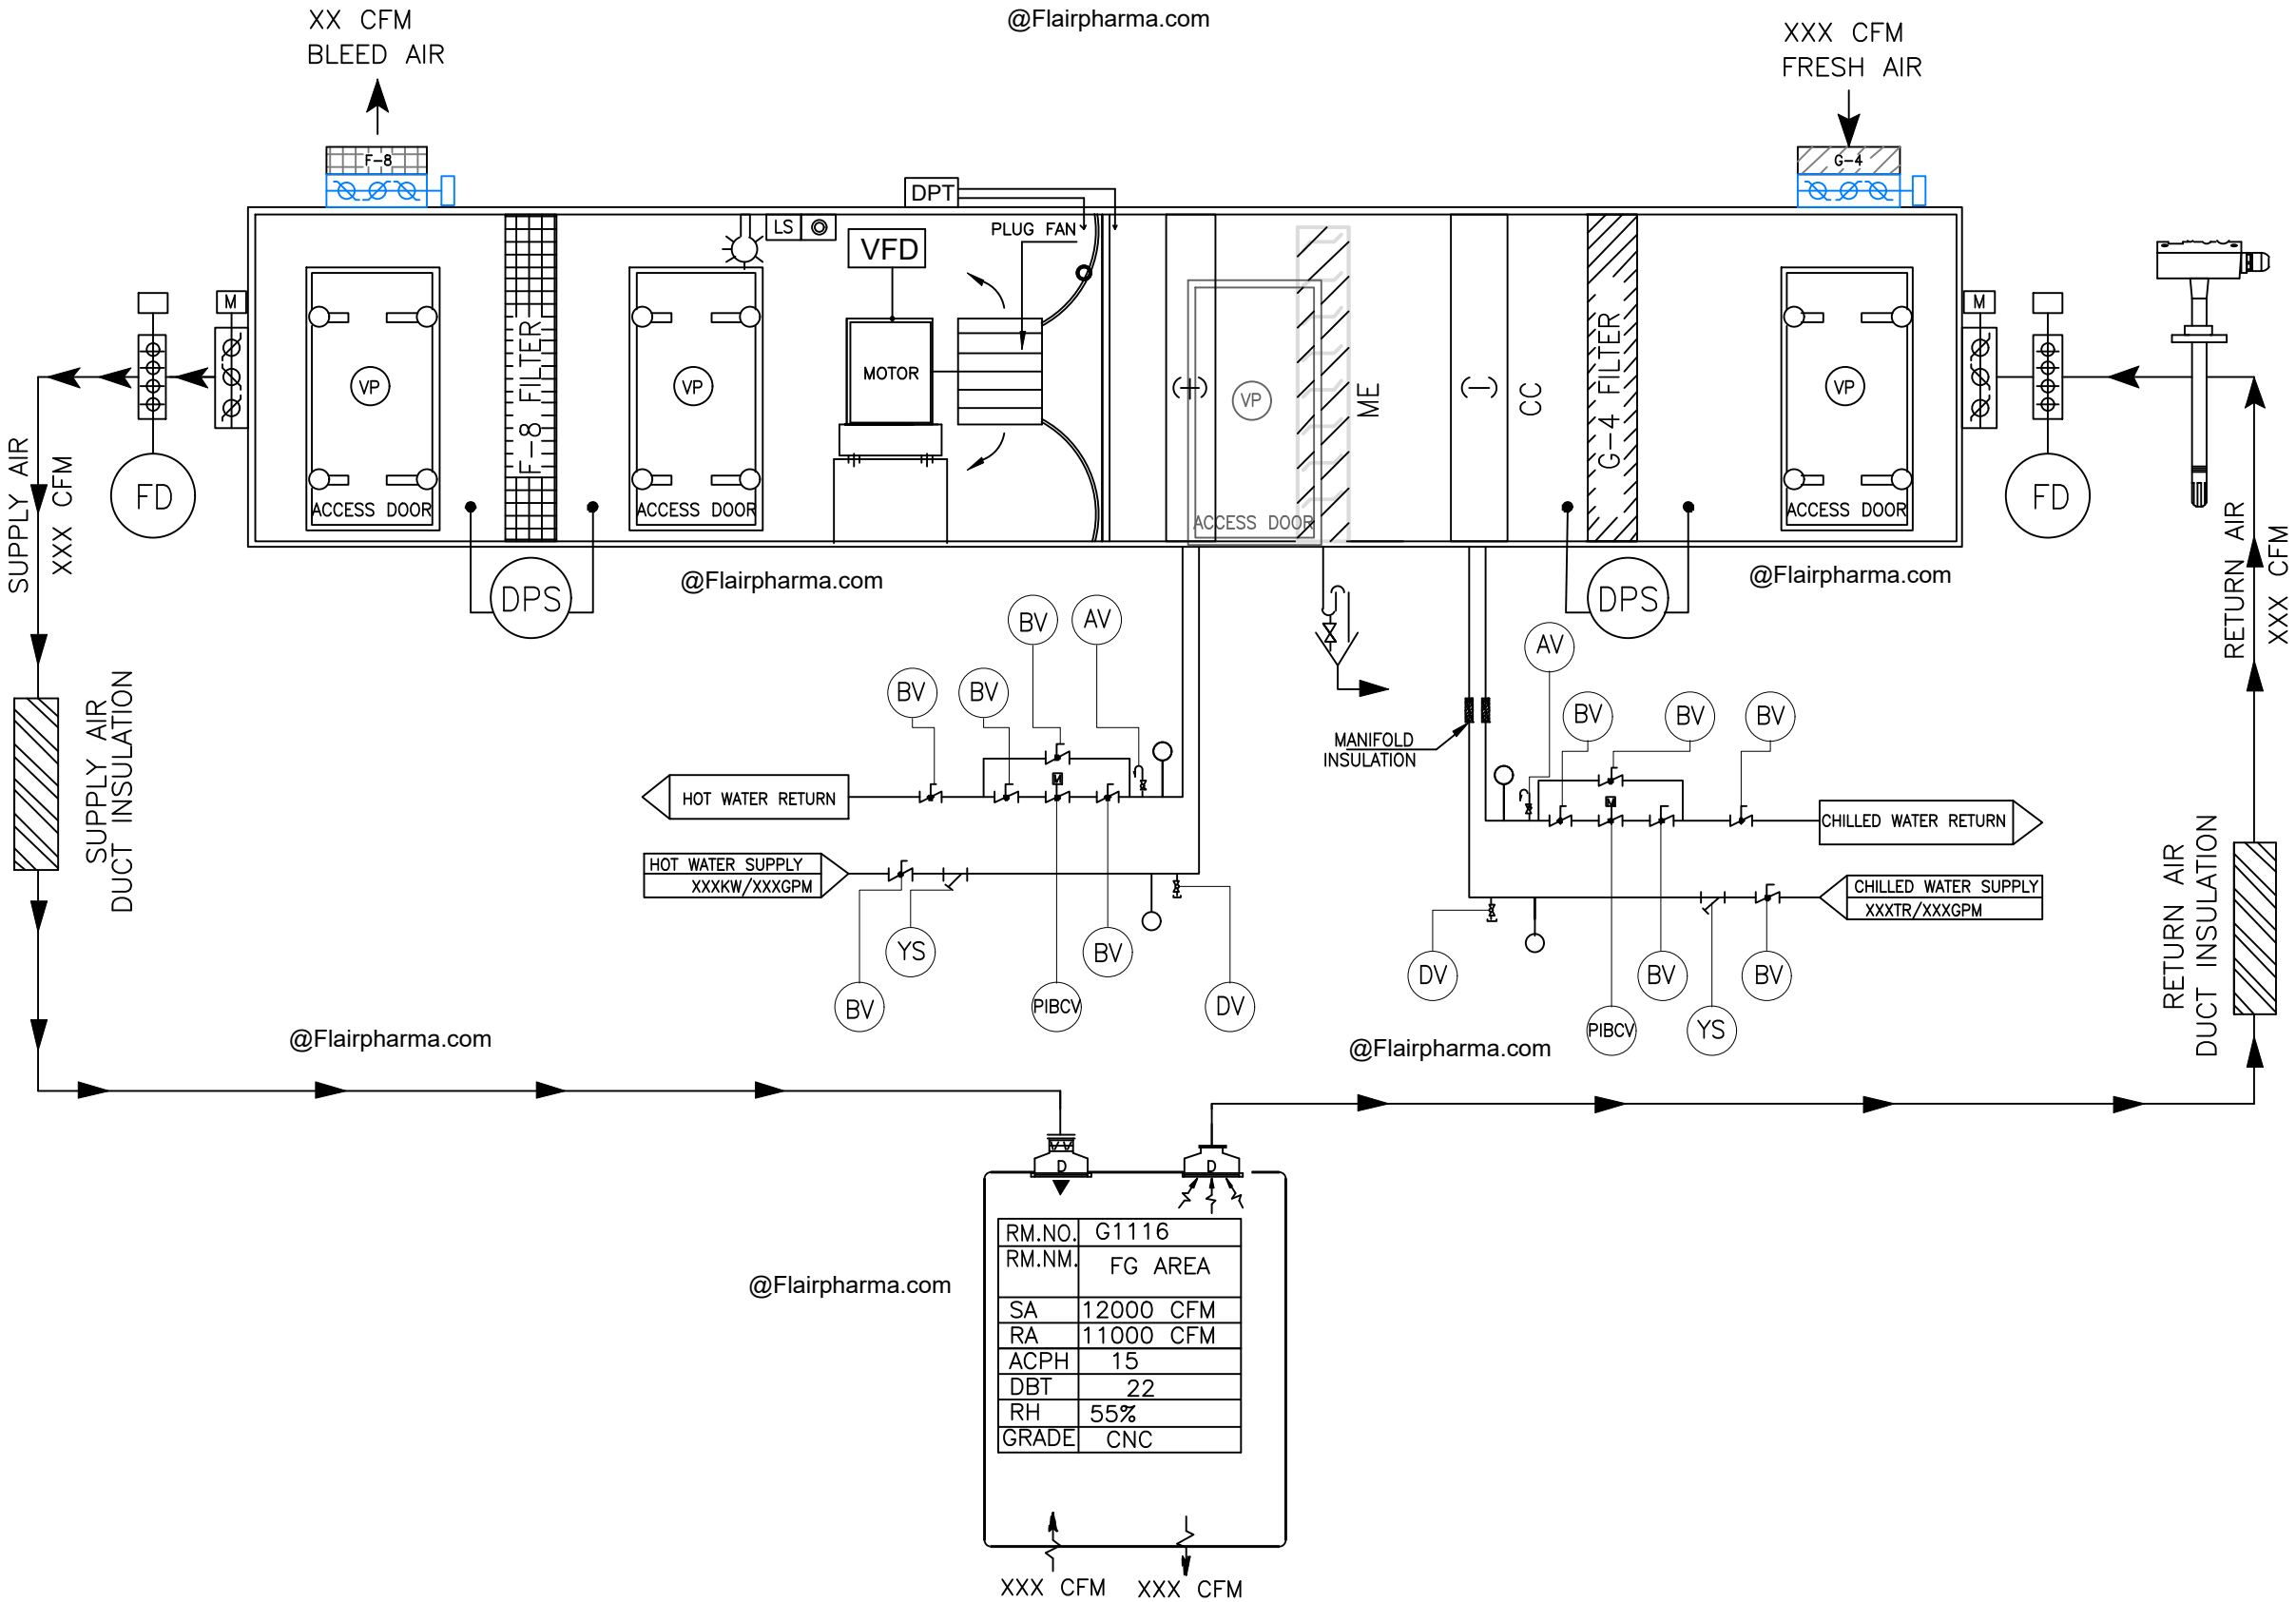 @Flairpharma.com
XX CFM
BLEED AIR
XXX CFM
FRESH AIR
F-8
G-4
DPT
LS
PLUG FAN
VFD
M
M
MOTOR
F-8 FILTER
G-4 FILTER
VP
VP
VP
VP
(+)
(-)
ME
CC
FD
FD
ACCESS DOOR
ACCESS DOOR
ACCESS DOOR
ACCESS DOOR
SUPPLY AIR
XXX CFM
RETURN AIR
XXX CFM
@Flairpharma.com
@Flairpharma.com
DPS
DPS
BV
AV
AV
BV
BV
BV
BV
BV
SUPPLY AIR
DUCT INSULATION
MANIFOLD
INSULATION
M
M
HOT WATER RETURN
CHILLED WATER RETURN
HOT WATER SUPPLY
XXXKW/XXXGPM
CHILLED WATER SUPPLY
XXXTR/XXXGPM
RETURN AIR
DUCT INSULATION
YS
BV
DV
BV
BV
BV
PIBCV
DV
PIBCV
YS
@Flairpharma.com
@Flairpharma.com
D
D
@Flairpharma.com
RM.NO. G1116
RM.NM. FG AREA
SA 12000 CFM
RA 11000 CFM
ACPH 15
DBT 22
RH 55%
GRADE CNC
XXX CFM
XXX CFM